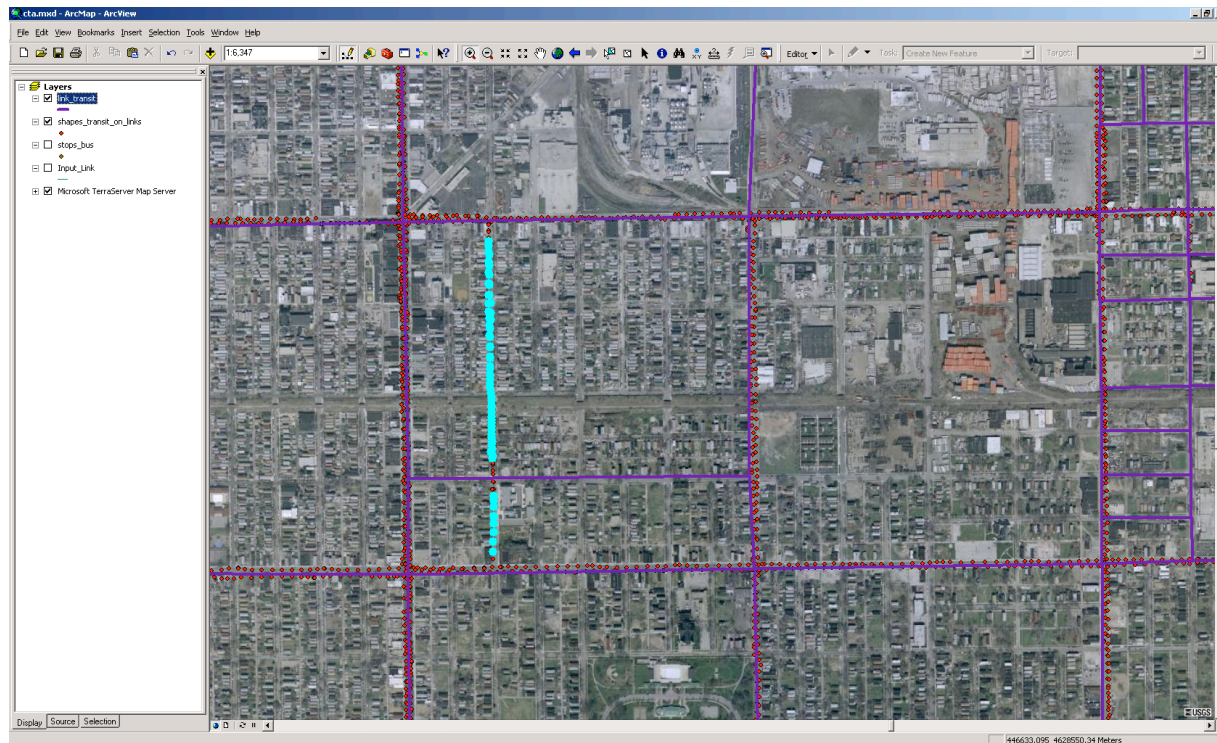 cta.mxd - ArcMap - ArcView
File Edit View Bookmarks Insert Selection Tools Window Help
1:6,347 Editor Task: Create New Feature Target:
Layers
link_transit
shapes_transit_on_links
stops_bus
Input_Link
Microsoft TerraServer Map Server
USGS
Display Source Selection
446633.095 4628550.34 Meters